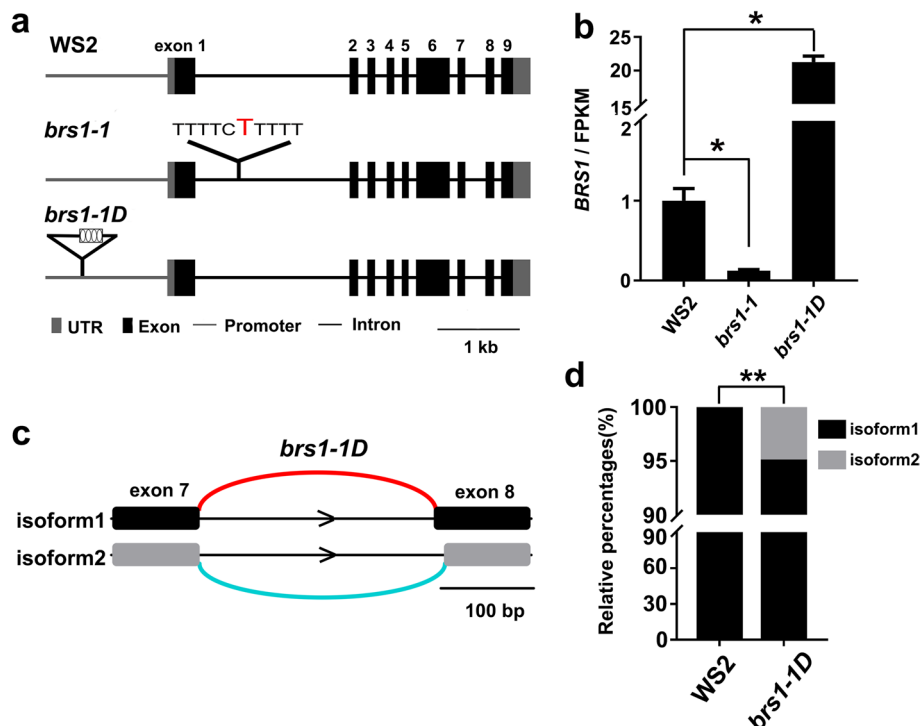 a
WS2
exon 1
2 3 4 5 6 7 8 9
brs1-1
TTTTCTTTTT
brs1-1D
UTR Exon Promoter Intron
1 kb
b
BRS1 / FPKM
25
20
15
2
1
0
*
*
WS2
brs1-1
brs1-1D
c
brs1-1D
exon 7
exon 8
isoform1
isoform2
100 bp
d
Relative percentages(%)
100
95
90
90
60
30
0
**
isoform1
isoform2
WS2
brs1-1D